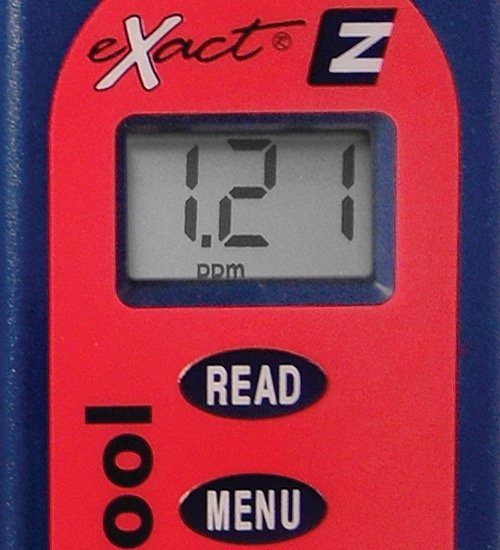 eXact® Z
1.21
ppm
READ
MENU
ool